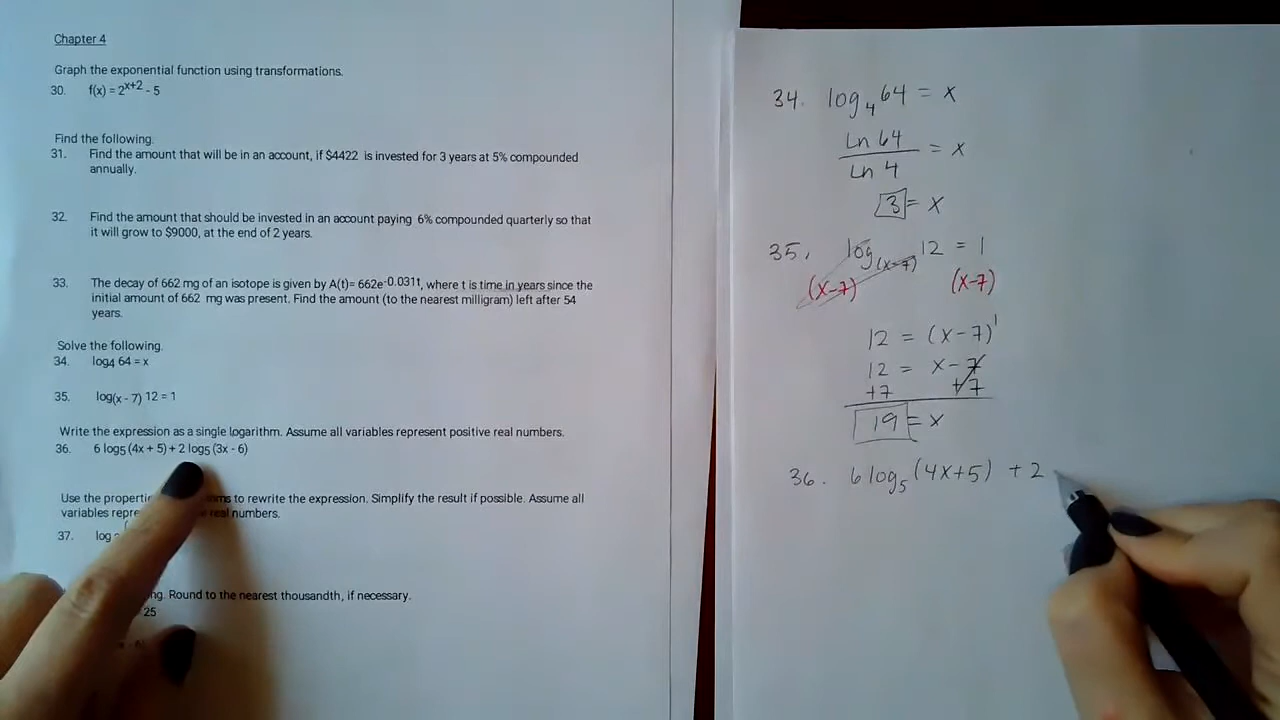 Chapter 4
Graph the exponential function using transformations.
30. f(x) = 2^x+2 - 5
Find the following.
31. Find the amount that will be in an account, if $4422 is invested for 3 years at 5% compounded
annually.
32. Find the amount that should be invested in an account paying 6% compounded quarterly so that
it will grow to $9000, at the end of 2 years.
33. The decay of 662 mg of an isotope is given by A(t)= 662e^-0.031t, where t is time in years since the
initial amount of 662 mg was present. Find the amount (to the nearest milligram) left after 54
years.
Solve the following.
34. log₄ 64 = x
35. log(x - 7) 12 = 1
Write the expression as a single logarithm. Assume all variables represent positive real numbers.
36. 6 log₅ (4x + 5) + 2 log₅ (3x - 6)
Use the to rewrite the expression. Simplify the result if possible. Assume all
variables real numbers.
37. log
Round to the nearest thousandth, if necessary.
25
34. log₄ 64 = x
Ln 64
= x
Ln 4
3 = x
35. log(x-7) 12 = 1
(x-7) (x-7)
12 = (x-7)¹
12 = x-7
+7 +7
19 = x
36. 6 log₅ (4x+5) + 2